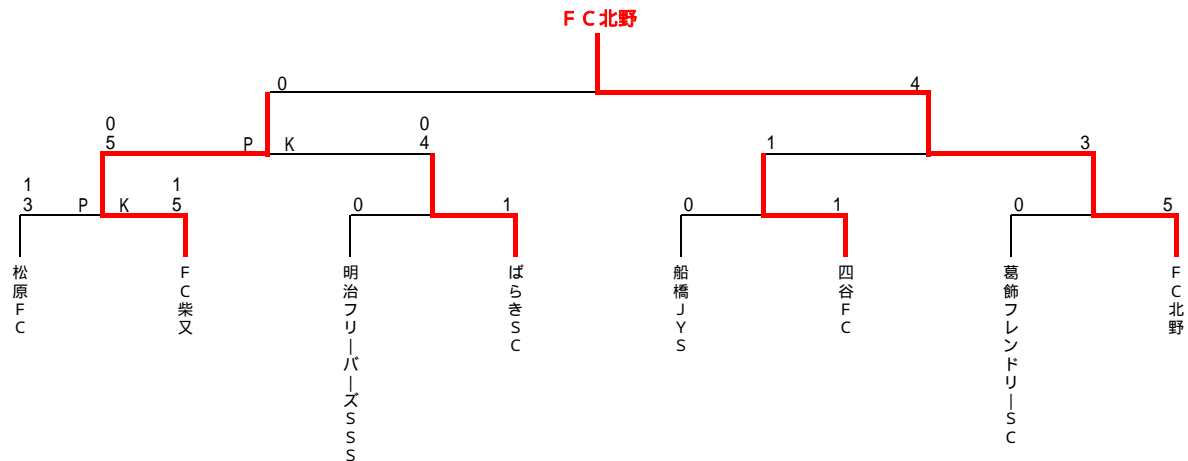 ＦＣ北野
0 4
0 0
5 ＰＫ 4 1 3
1 1
3 ＰＫ 5 0 1 0 1 0 5
松原ＦＣ
ＦＣ柴又
明治フリーバーズＳＳＳ
ばらきＳＣ
船橋ＪＹＳ
四谷ＦＣ
葛飾フレンドリーＳＣ
ＦＣ北野